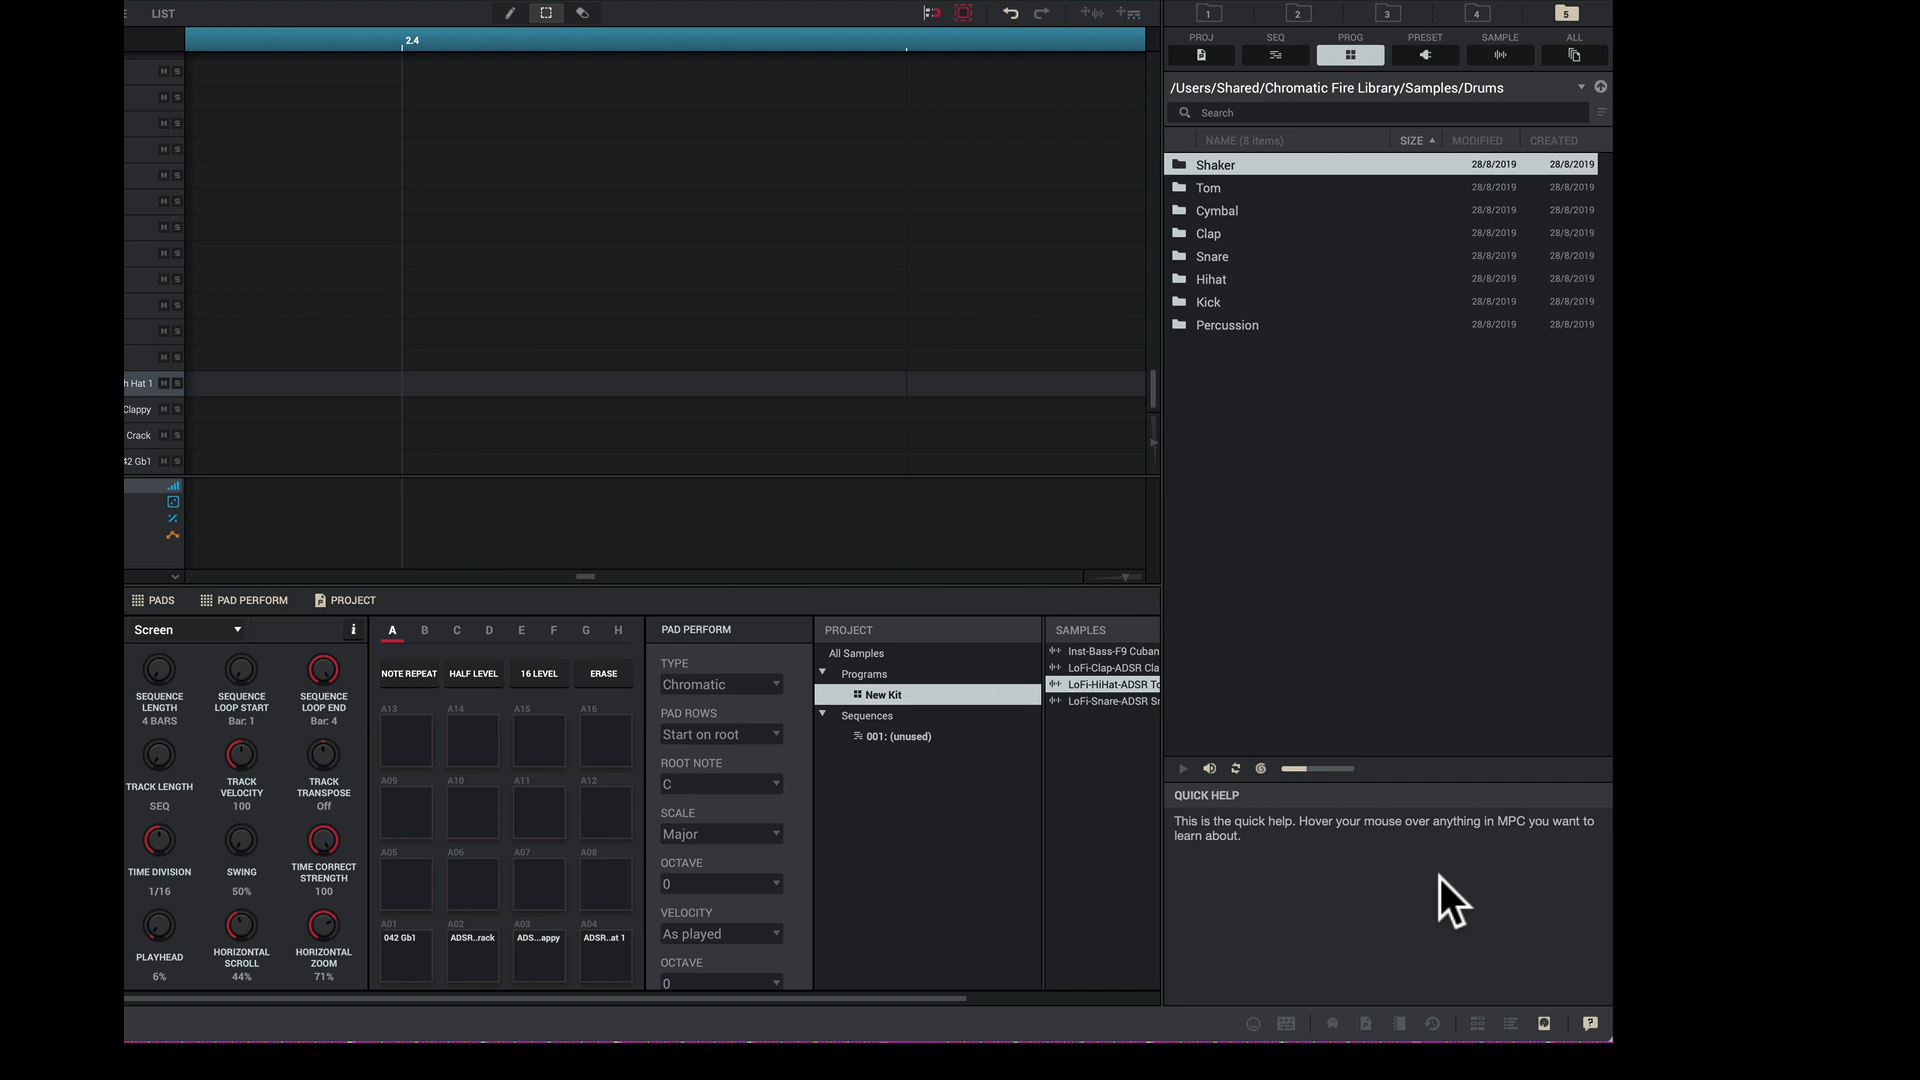 LIST
1
2
3
4
5
2.4
PROJ
SEQ
PROG
PRESET
SAMPLE
ALL
/Users/Shared/Chromatic Fire Library/Samples/Drums
Search
NAME (8 items)
SIZE
MODIFIED
CREATED
Shaker 28/8/2019 28/8/2019
Tom 28/8/2019 28/8/2019
Cymbal 28/8/2019 28/8/2019
Clap 28/8/2019 28/8/2019
Snare 28/8/2019 28/8/2019
Hihat 28/8/2019 28/8/2019
Kick 28/8/2019 28/8/2019
Percussion 28/8/2019 28/8/2019
M S
M S
M S
M S
M S
M S
M S
M S
M S
M S
M S
M S
h Hat 1 M S
Clappy M S
Crack M S
42 Gb1 M S
PADS
PAD PERFORM
PROJECT
Screen
i
SEQUENCE
LENGTH
4 BARS
SEQUENCE
LOOP START
Bar: 1
SEQUENCE
LOOP END
Bar: 4
TRACK LENGTH
SEQ
TRACK
VELOCITY
100
TRACK
TRANSPOSE
Off
TIME DIVISION
1/16
SWING
50%
TIME CORRECT
STRENGTH
100
PLAYHEAD
6%
HORIZONTAL
SCROLL
44%
HORIZONTAL
ZOOM
71%
A B C D E F G H
NOTE REPEAT
HALF LEVEL
16 LEVEL
ERASE
A13 A14 A15 A16
A09 A10 A11 A12
A05 A06 A07 A08
A01 A02 A03 A04
042 Gb1
ADSR..rack
ADS...appy
ADSR..at 1
PAD PERFORM
TYPE
Chromatic
PAD ROWS
Start on root
ROOT NOTE
C
SCALE
Major
OCTAVE
0
VELOCITY
As played
OCTAVE
0
PROJECT
All Samples
Programs
New Kit
Sequences
001: (unused)
SAMPLES
Inst-Bass-F9 Cuban
LoFi-Clap-ADSR Cla
LoFi-HiHat-ADSR To
LoFi-Snare-ADSR Sn
QUICK HELP
This is the quick help. Hover your mouse over anything in MPC you want to
learn about.